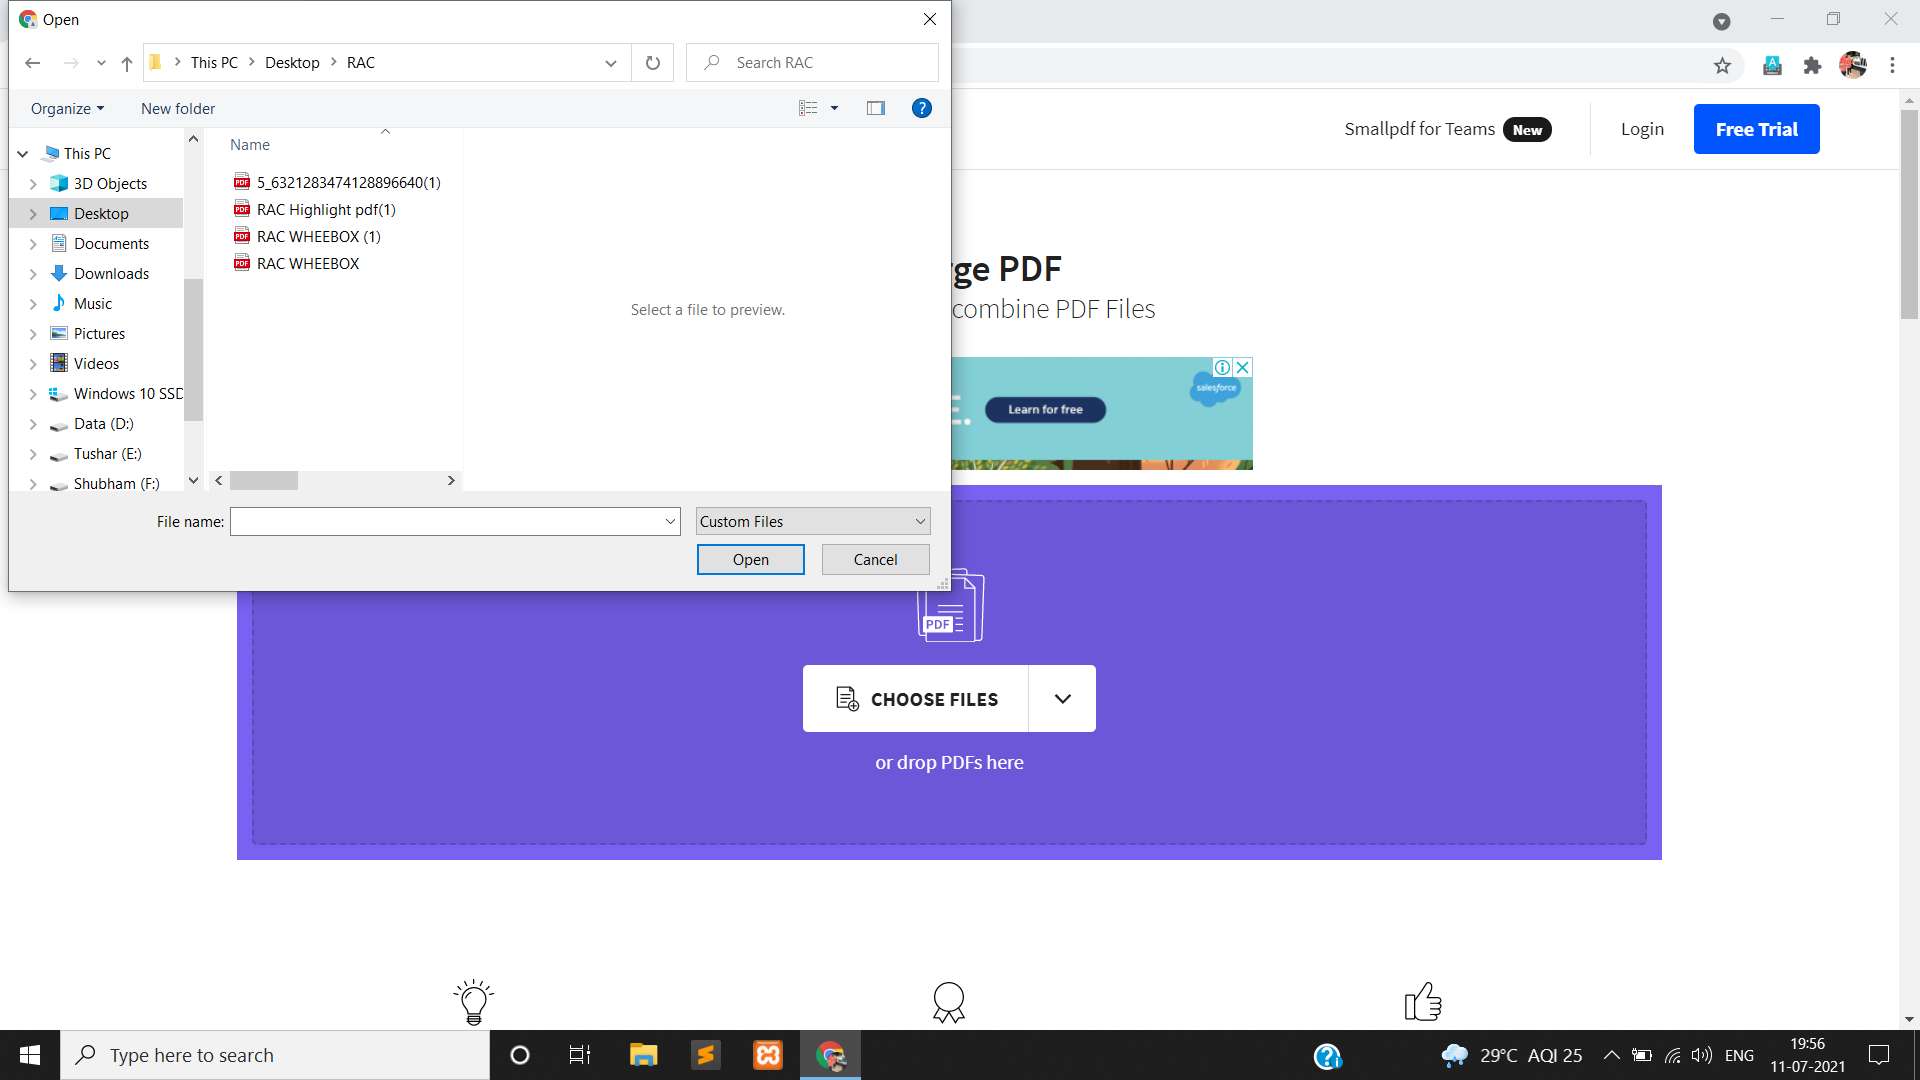 Open
This PC
Desktop
RAC
Search RAC
Organize
New folder
?
This PC
3D Objects
Desktop
Documents
Downloads
Music
Pictures
Videos
Windows 10 SSD
Data (D:)
Tushar (E:)
Shubham (F:)
Name
5_6321283474128896640(1)
RAC Highlight pdf(1)
RAC WHEEBOX (1)
RAC WHEEBOX
Select a file to preview.
File name:
Custom Files
Open
Cancel
Smallpdf for Teams New
Login
Free Trial
rge PDF
combine PDF Files
E.
Learn for free
salesforce
PDF
CHOOSE FILES
or drop PDFs here
Type here to search
29°C AQI 25
ENG
19:56
11-07-2021